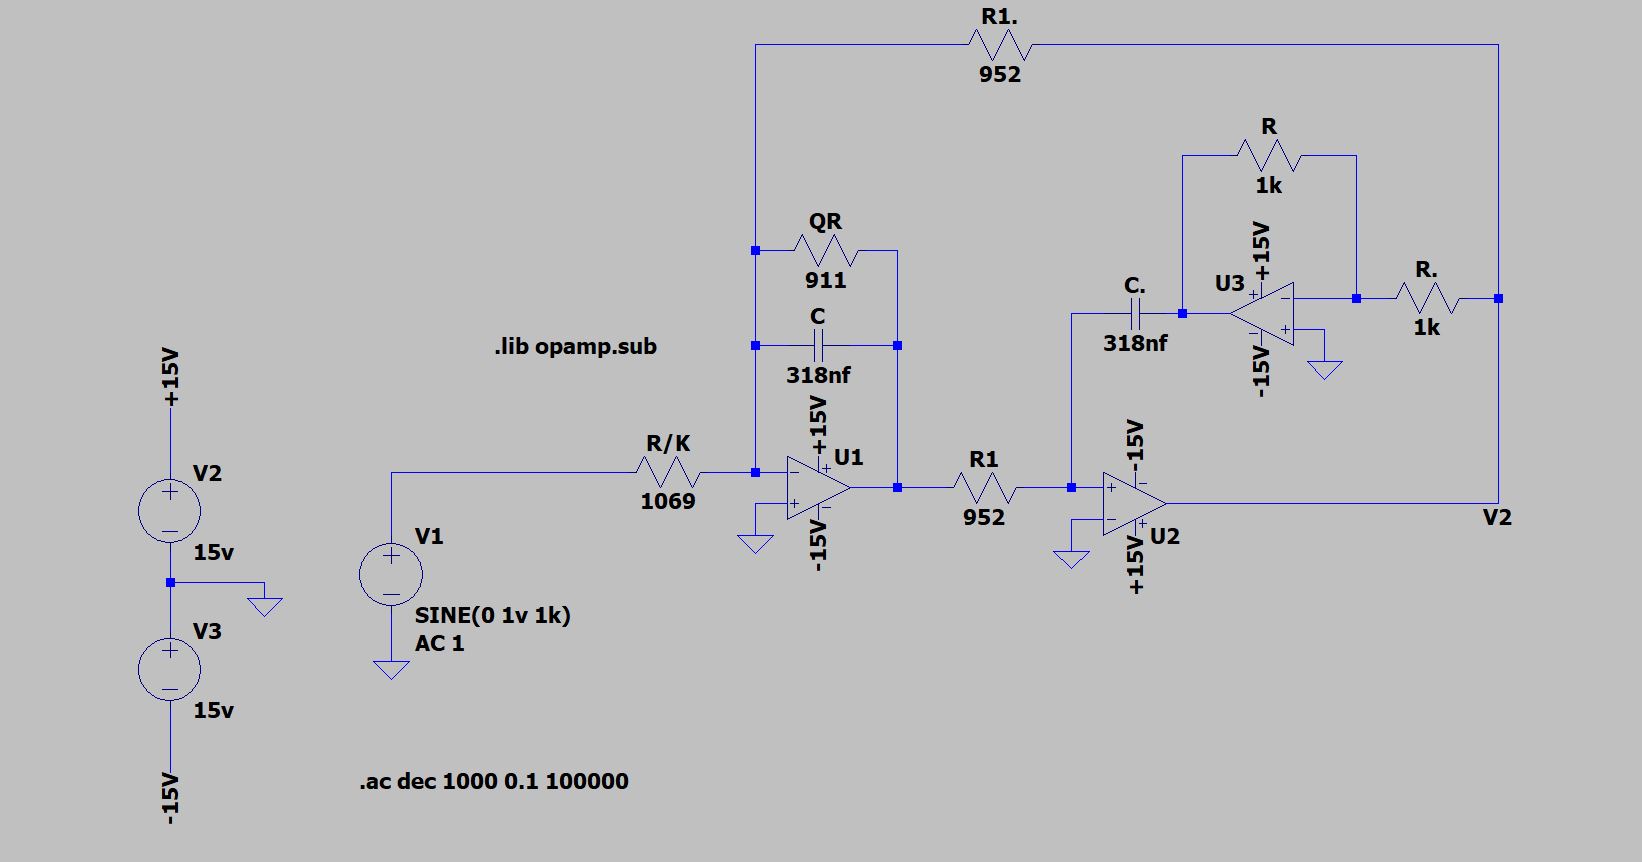 R1.
952
R
1k
QR
911
+15V
U3
R.
1k
-15V
C.
318nf
C
318nf
.lib opamp.sub
+15V
+15V
U1
R/K
1069
-15V
R1
952
-15V
+15V
U2
V2
V2
15v
V1
SINE(0 1v 1k)
AC 1
V3
15v
-15V
.ac dec 1000 0.1 100000